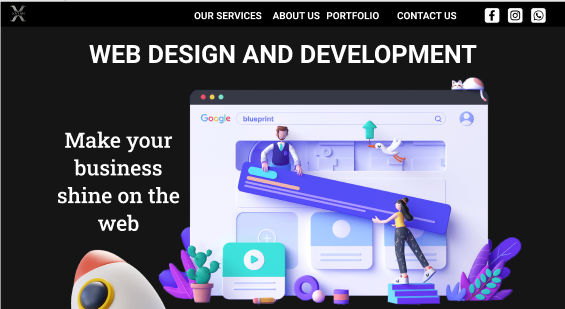 OUR SERVICES ABOUT US PORTFOLIO CONTACT US
WEB DESIGN AND DEVELOPMENT
Google blueprint
Make your
business
shine on the
web